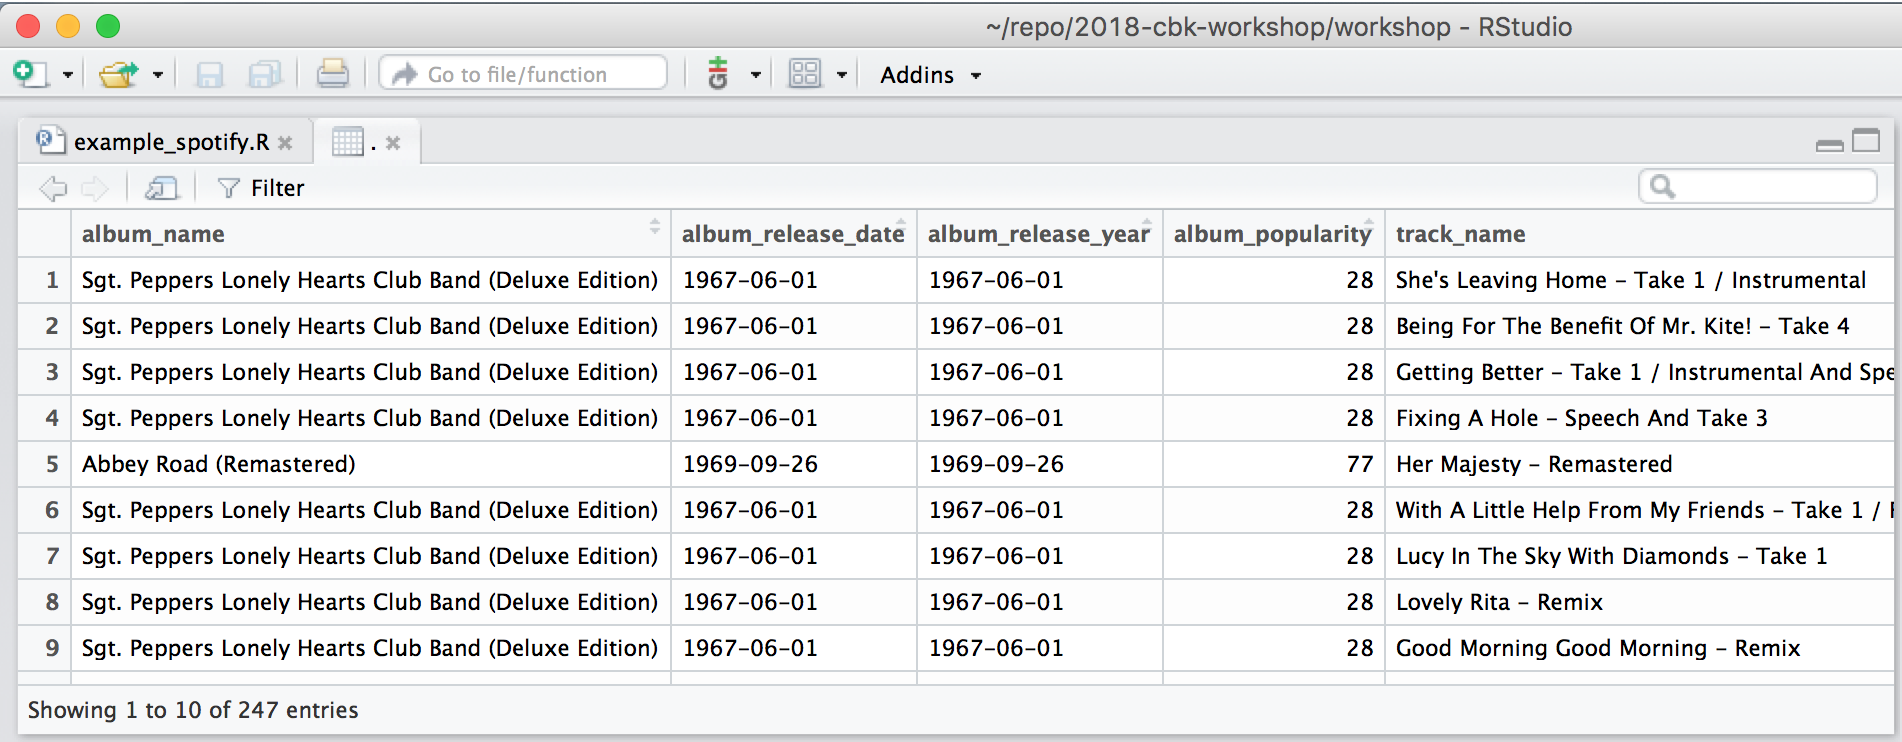 ~/repo/2018-cbk-workshop/workshop - RStudio
Go to file/function Addins
example_spotify.R .
Filter
album_name album_release_date album_release_year album_popularity track_name
1 Sgt. Peppers Lonely Hearts Club Band (Deluxe Edition) 1967-06-01 1967-06-01 28 She's Leaving Home - Take 1 / Instrumental
2 Sgt. Peppers Lonely Hearts Club Band (Deluxe Edition) 1967-06-01 1967-06-01 28 Being For The Benefit Of Mr. Kite! - Take 4
3 Sgt. Peppers Lonely Hearts Club Band (Deluxe Edition) 1967-06-01 1967-06-01 28 Getting Better - Take 1 / Instrumental And Spe
4 Sgt. Peppers Lonely Hearts Club Band (Deluxe Edition) 1967-06-01 1967-06-01 28 Fixing A Hole - Speech And Take 3
5 Abbey Road (Remastered) 1969-09-26 1969-09-26 77 Her Majesty - Remastered
6 Sgt. Peppers Lonely Hearts Club Band (Deluxe Edition) 1967-06-01 1967-06-01 28 With A Little Help From My Friends - Take 1 /
7 Sgt. Peppers Lonely Hearts Club Band (Deluxe Edition) 1967-06-01 1967-06-01 28 Lucy In The Sky With Diamonds - Take 1
8 Sgt. Peppers Lonely Hearts Club Band (Deluxe Edition) 1967-06-01 1967-06-01 28 Lovely Rita - Remix
9 Sgt. Peppers Lonely Hearts Club Band (Deluxe Edition) 1967-06-01 1967-06-01 28 Good Morning Good Morning - Remix
Showing 1 to 10 of 247 entries